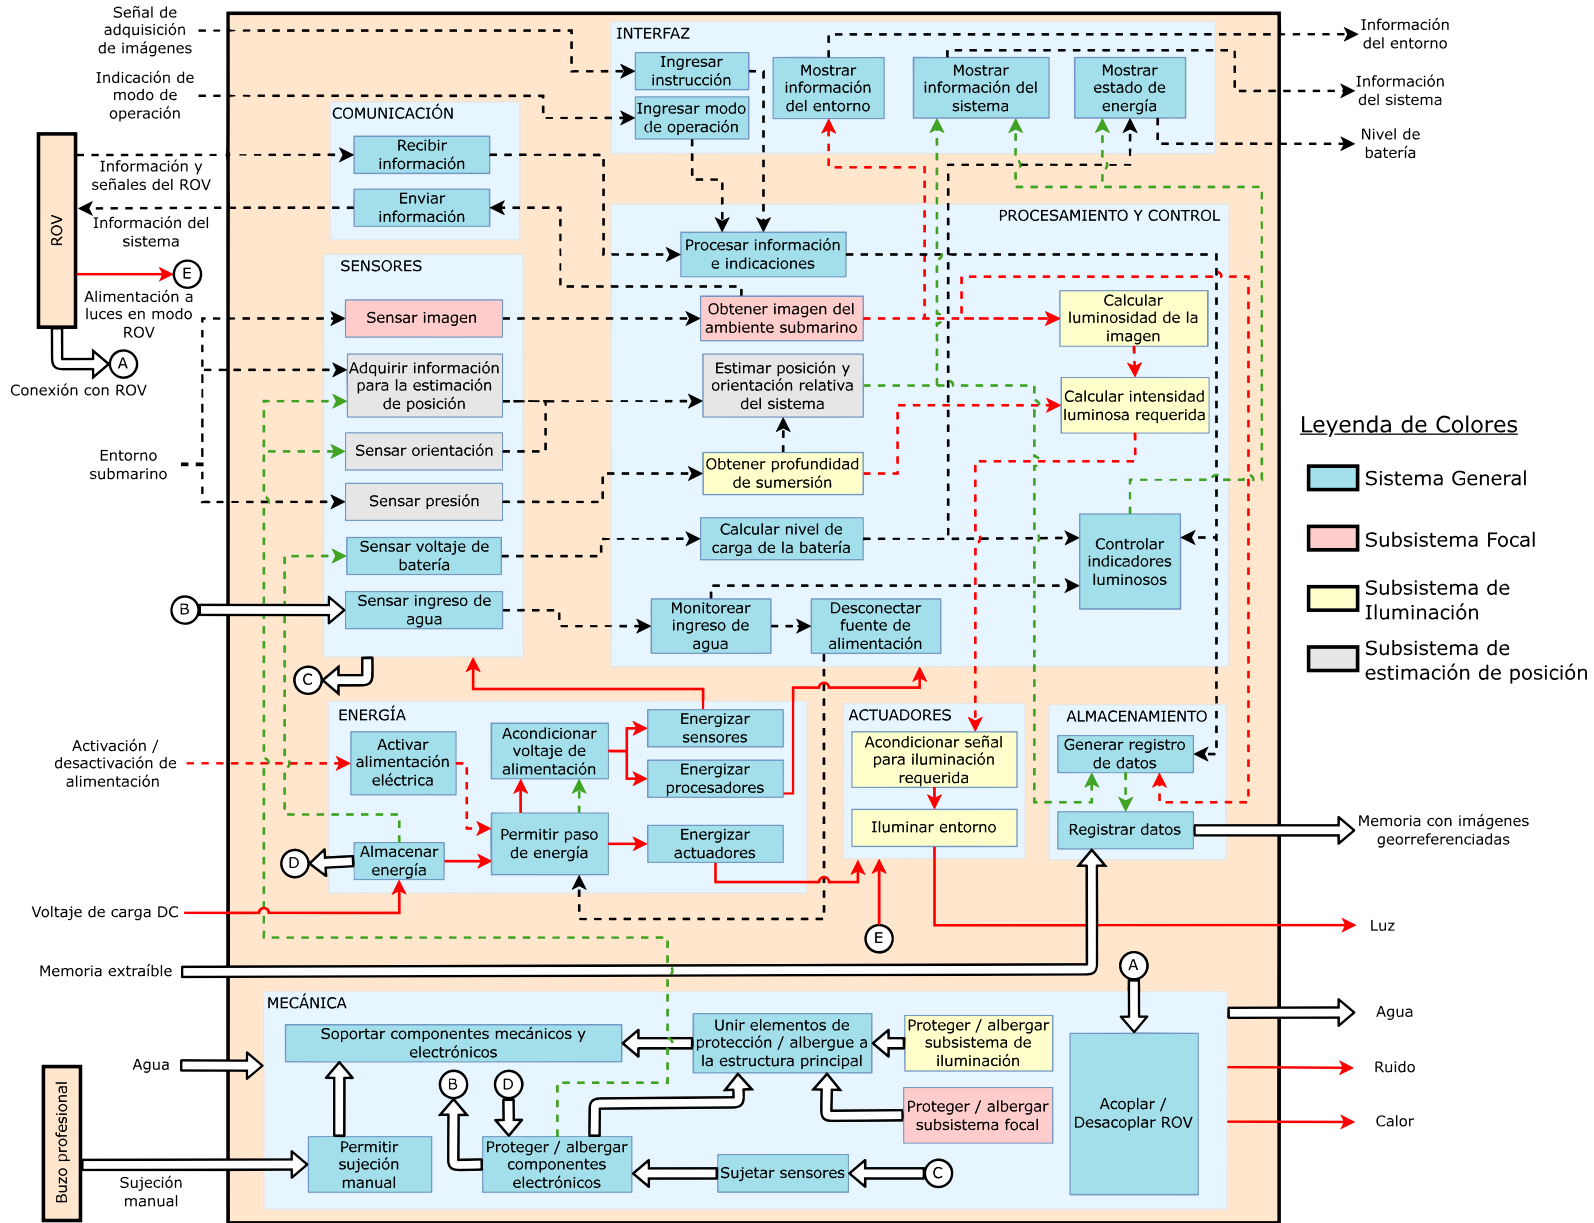 Señal de
adquisición
de imágenes
Indicación de
modo de
operación
INTERFAZ
Ingresar
instrucción
Ingresar modo
de operación
Mostrar
información
del entorno
Mostrar
información del
sistema
Mostrar
estado de
energía
Información
del entorno
Información
del sistema
Nivel de
batería
COMUNICACIÓN
Recibir
información
Enviar
información
ROV
Información y
señales del ROV
Información del
sistema
E
Alimentación a
luces en modo
ROV
A
Conexión con ROV
Entorno
submarino
SENSORES
Sensar imagen
Adquirir información
para la estimación
de posición
Sensar orientación
Sensar presión
Sensar voltaje de
batería
Sensar ingreso de
agua
B
C
PROCESAMIENTO Y CONTROL
Procesar información
e indicaciones
Obtener imagen del
ambiente submarino
Calcular
luminosidad de la
imagen
Estimar posición y
orientación relativa
del sistema
Calcular intensidad
luminosa requerida
Obtener profundidad
de sumersión
Calcular nivel de
carga de la batería
Controlar
indicadores
luminosos
Monitorear
ingreso de
agua
Desconectar
fuente de
alimentación
Leyenda de Colores
Sistema General
Subsistema Focal
Subsistema de
Iluminación
Subsistema de
estimación de posición
Activación /
desactivación de
alimentación
ENERGÍA
Activar
alimentación
eléctrica
Acondicionar
voltaje de
alimentación
Energizar
sensores
Energizar
procesadores
Permitir paso
de energía
Energizar
actuadores
Almacenar
energía
D
Voltaje de carga DC
ACTUADORES
Acondicionar señal
para iluminación
requerida
Iluminar entorno
E
ALMACENAMIENTO
Generar registro
de datos
Registrar datos
Memoria con imágenes
georreferenciadas
Luz
Memoria extraíble
A
MECÁNICA
Soportar componentes mecánicos y
electrónicos
Unir elementos de
protección / albergue a
la estructura principal
Proteger / albergar
subsistema de
iluminación
Proteger / albergar
subsistema focal
Acoplar /
Desacoplar ROV
B
D
Permitir
sujeción
manual
Proteger / albergar
componentes
electrónicos
Sujetar sensores
C
Agua
Buzo profesional
Sujeción
manual
Agua
Ruido
Calor